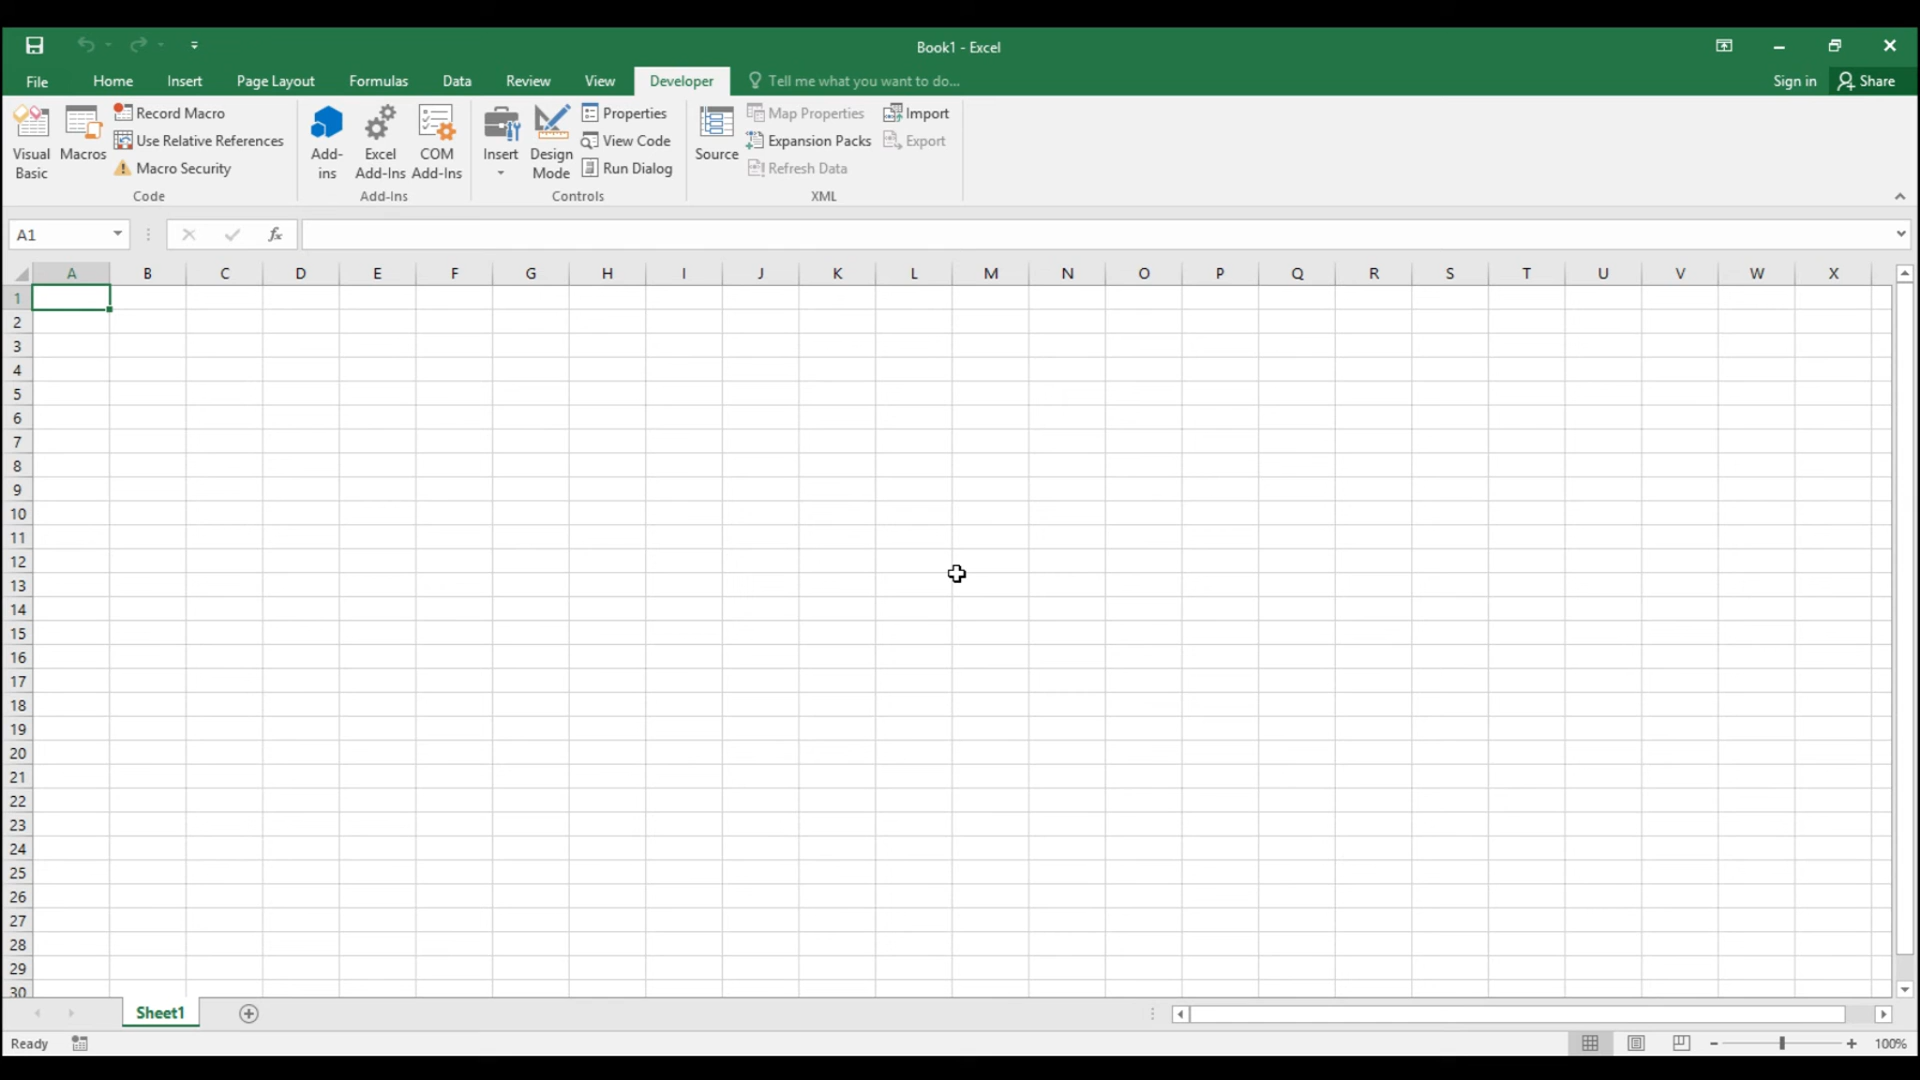 Book1 - Excel
File Home Insert Page Layout Formulas Data Review View Developer Tell me what you want to do... Sign in Share
Visual Basic
Macros
Record Macro
Use Relative References
Macro Security
Code
Add-ins
Excel Add-Ins
COM Add-Ins
Add-Ins
Insert
Design Mode
Properties
View Code
Run Dialog
Controls
Source
Map Properties
Expansion Packs
Refresh Data
Import
Export
XML
A1
fx
A B C D E F G H I J K L M N O P Q R S T U V W X
1
2
3
4
5
6
7
8
9
10
11
12
13
14
15
16
17
18
19
20
21
22
23
24
25
26
27
28
29
30
Sheet1
Ready
100%